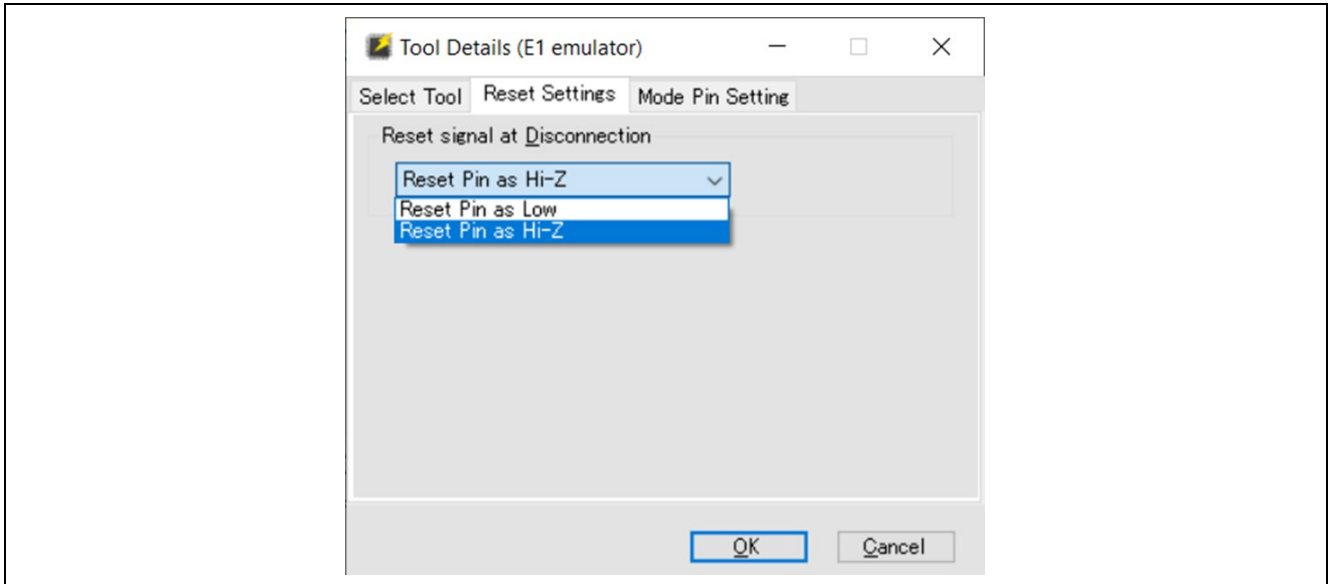 Tool Details (E1 emulator)
Select Tool Reset Settings Mode Pin Setting
Reset signal at Disconnection
Reset Pin as Hi-Z
Reset Pin as Low
Reset Pin as Hi-Z
OK Cancel